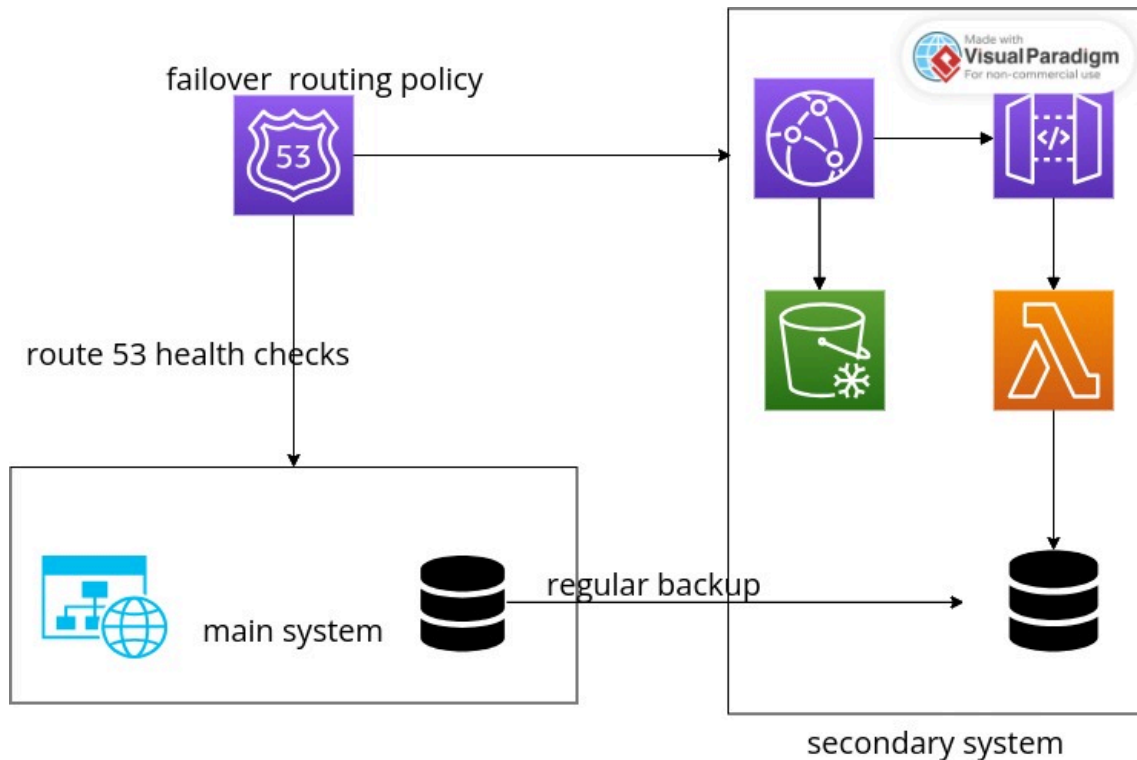 Made with
Visual Paradigm
For non-commercial use
failover routing policy
53
</>
route 53 health checks
regular backup
main system
secondary system